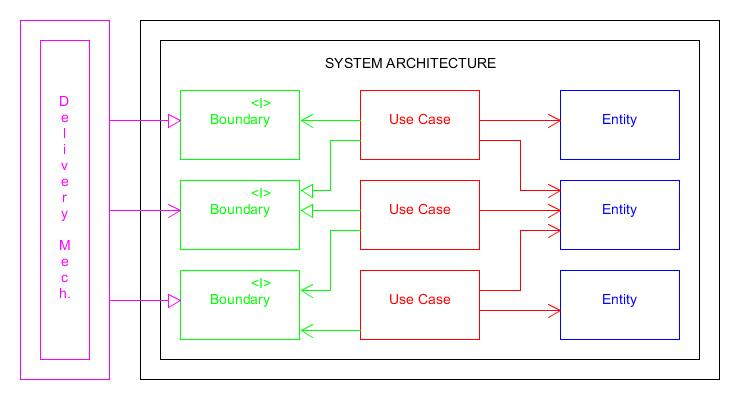 SYSTEM ARCHITECTURE
Delivery Mech.
<I>
Boundary
Use Case
Entity
<I>
Boundary
Use Case
Entity
<I>
Boundary
Use Case
Entity